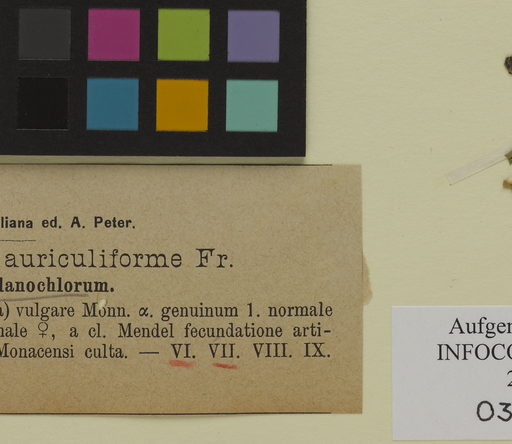 liana ed. A. Peter.
auriculiforme Fr.
lanochlorum.
a) vulgare Monn. α. genuinum 1. normale
nale ♀, a cl. Mendel fecundatione arti-
Monacensi culta. — VI. VII. VIII. IX.
Aufgen
INFOCO
2
03